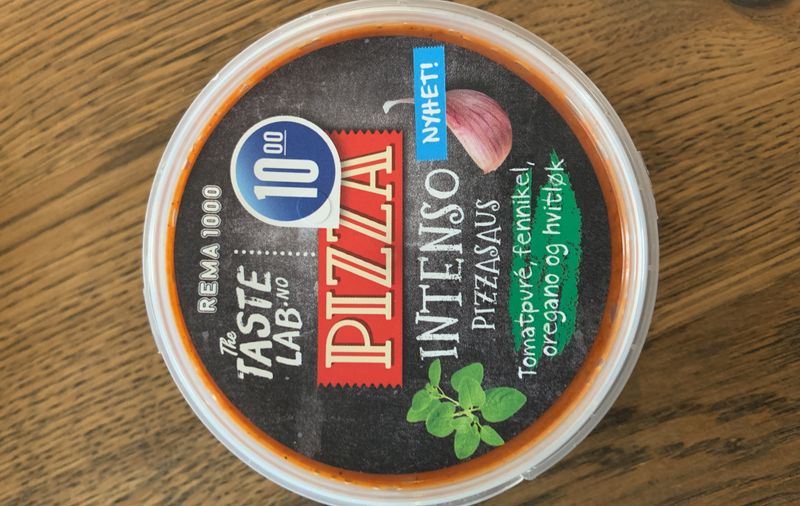 REMA 1000
The
TASTE
LAB.NO
10 00
PIZZA
NYHET!
INTENSO
PIZZASAUS
Tomatpuré, fennikel,
oregano og hvitløk